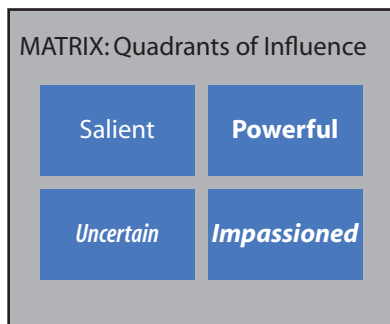 MATRIX: Quadrants of Influence
Salient
Powerful
Uncertain
Impassioned